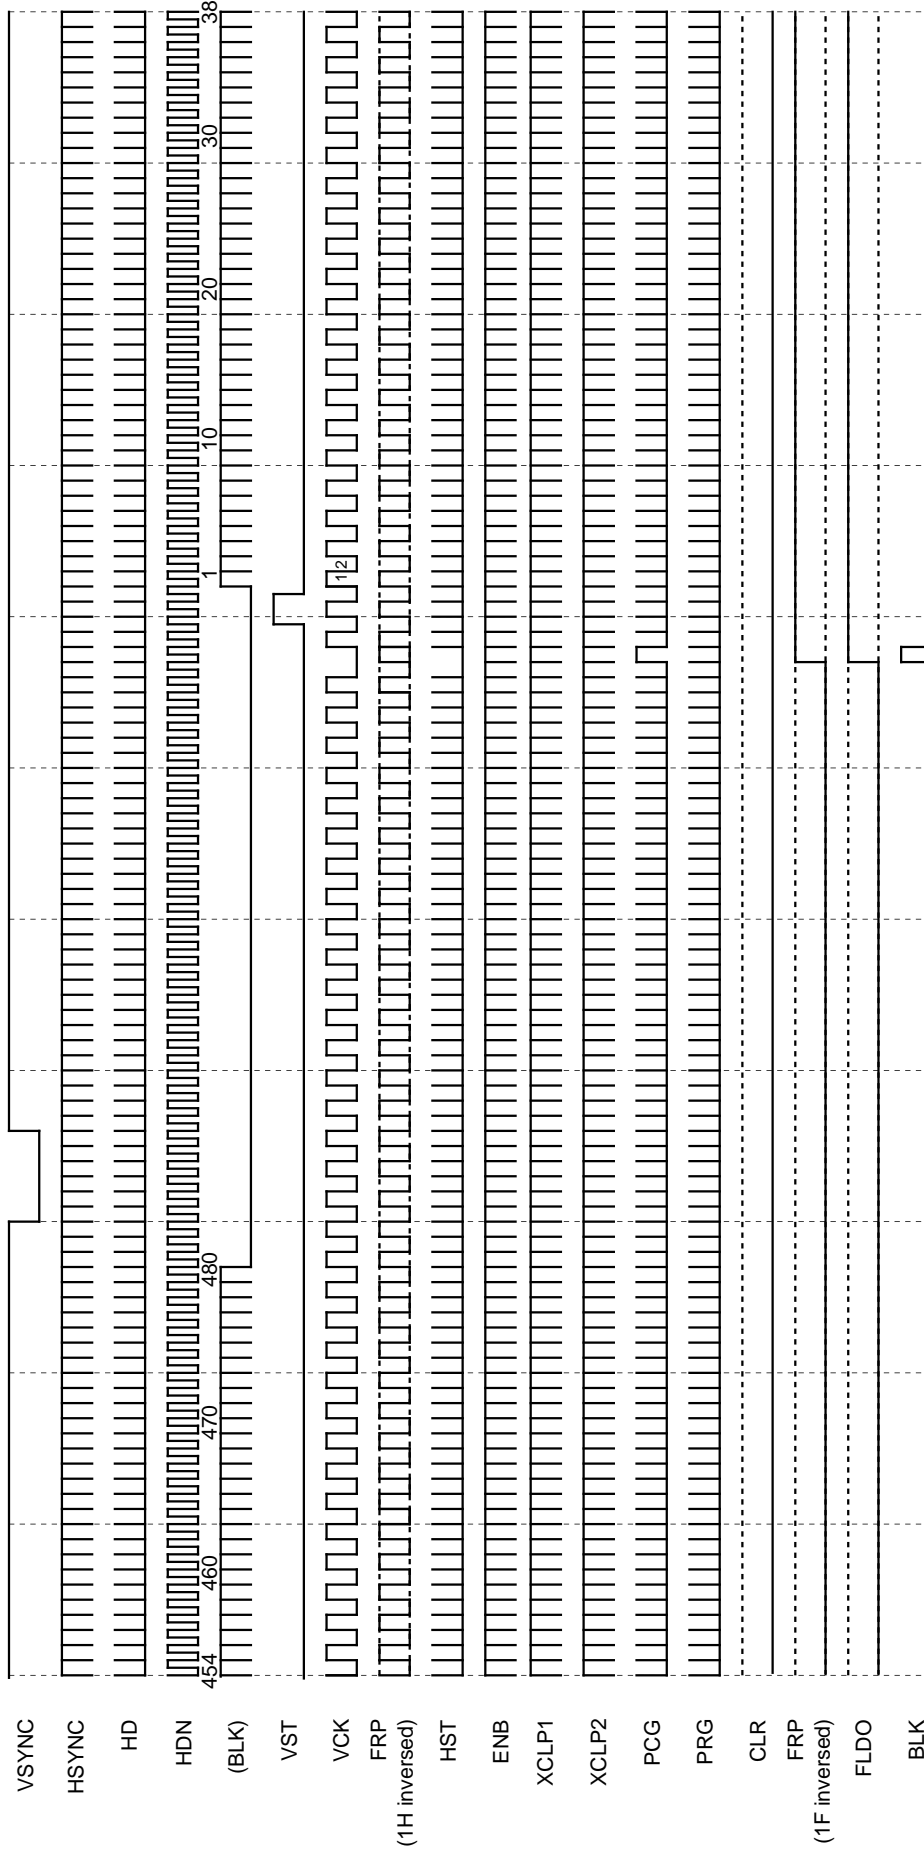 VSYNC
HSYNC
HD
HDN
454 460 470 480 1 10 20 30 38
(BLK)
VST
VCK
1 2
FRP
(1H inversed)
HST
ENB
XCLP1
XCLP2
PCG
PRG
CLR
FRP
(1F inversed)
FLDO
BLK